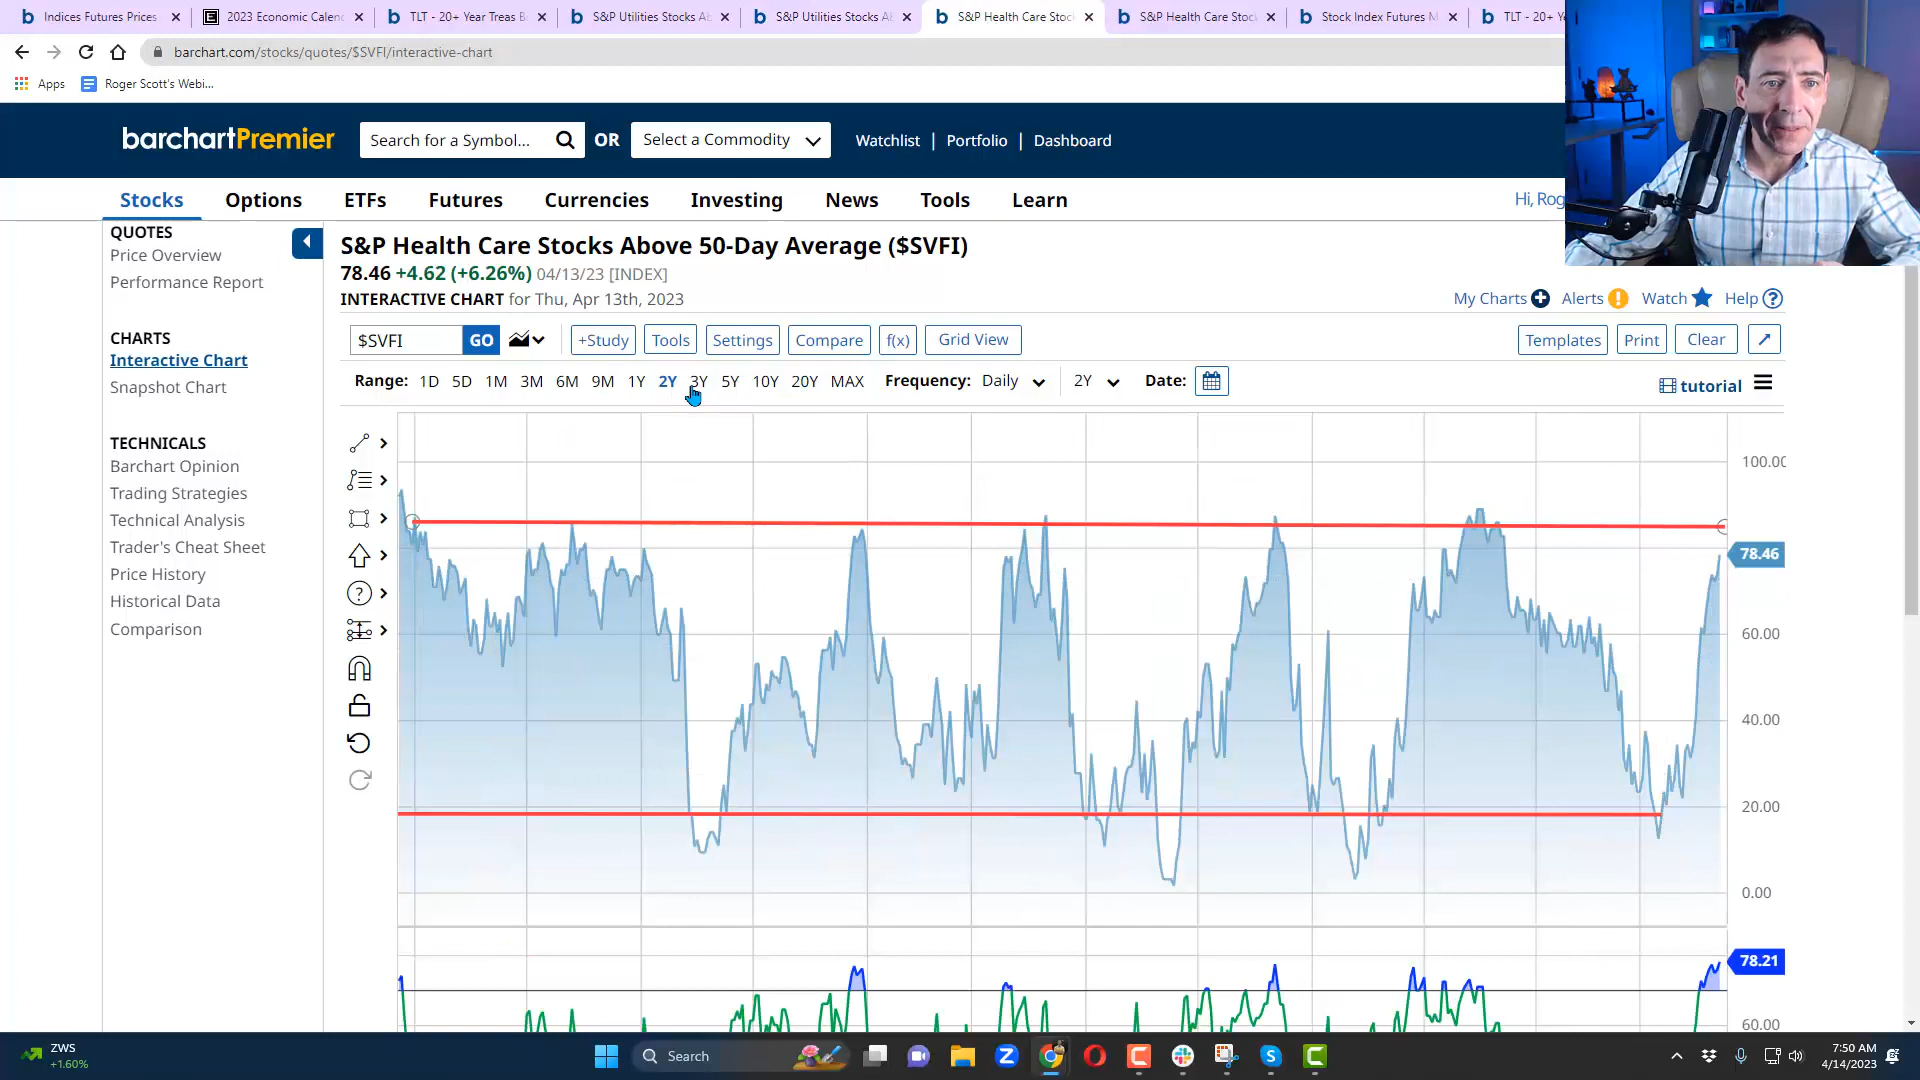 Indices Futures Prices
2023 Economic Calen
TLT - 20+ Year Treas B
S&P Utilities Stocks A
S&P Utilities Stocks A
S&P Health Care Stoc
S&P Health Care Stoc
Stock Index Futures M
TLT - 20+ Ye
barchart.com/stocks/quotes/$SVFI/interactive-chart
Apps
Roger Scott's Webi...
barchartPremier
Search for a Symbol...
OR
Select a Commodity
Watchlist | Portfolio | Dashboard
Stocks Options ETFs Futures Currencies Investing News Tools Learn
Hi, Rog
QUOTES
Price Overview
Performance Report
CHARTS
Interactive Chart
Snapshot Chart
TECHNICALS
Barchart Opinion
Trading Strategies
Technical Analysis
Trader's Cheat Sheet
Price History
Historical Data
Comparison
S&P Health Care Stocks Above 50-Day Average ($SVFI)
78.46 +4.62 (+6.26%) 04/13/23 [INDEX]
INTERACTIVE CHART for Thu, Apr 13th, 2023
My Charts Alerts Watch Help
$SVFI GO +Study Tools Settings Compare f(x) Grid View Templates Print Clear
Range: 1D 5D 1M 3M 6M 9M 1Y 2Y 3Y 5Y 10Y 20Y MAX Frequency: Daily 2Y Date:
tutorial
100.00
78.46
60.00
40.00
20.00
0.00
78.21
60.00
ZWS
+1.60%
Search
7:50 AM
4/14/2023